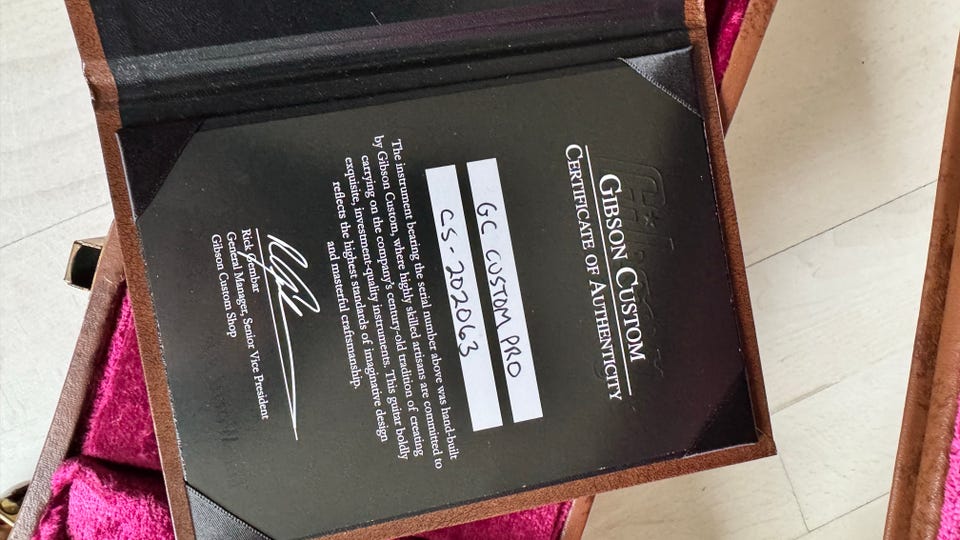 Gibson
GIBSON CUSTOM
CERTIFICATE OF AUTHENTICITY
GC CUSTOM PRO
CS-202063
The instrument bearing the serial number above was hand-built
by Gibson Custom, where highly skilled artisans are committed to
carrying on the company's century-old tradition of creating
exquisite, investment-quality instruments. This guitar boldly
reflects the highest standards of imaginative design
and masterful craftsmanship.
Rick Gembar
General Manager, Senior Vice President
Gibson Custom Shop